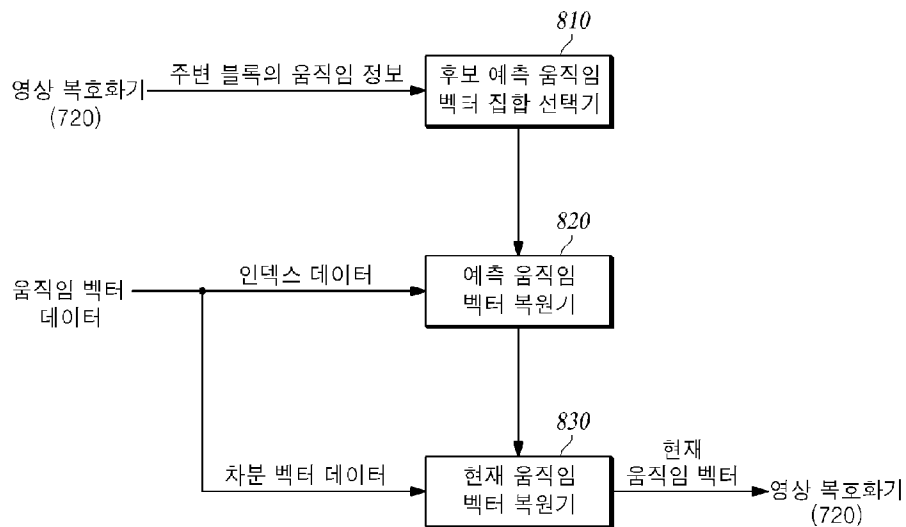 810
주변 블록의 움직임 정보
영상 복호화기
(720)
후보 예측 움직임
벡터 집합 선택기
820
인덱스 데이터
움직임 벡터
데이터
예측 움직임
벡터 복원기
830
차분 벡터 데이터
현재 움직임
벡터 복원기
현재
움직임 벡터
영상 복호화기
(720)